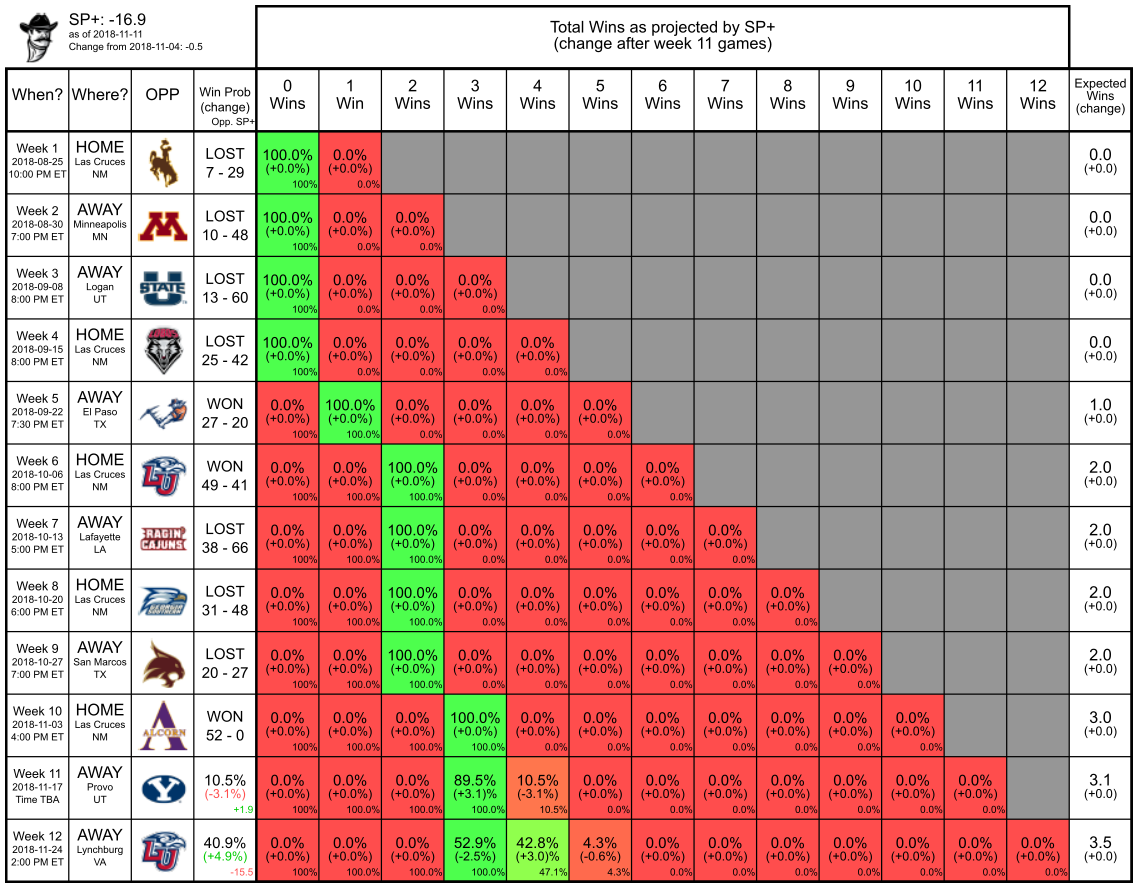 SP+: -16.9
as of 2018-11-11
Change from 2018-11-04: -0.5
Total Wins as projected by SP+
(change after week 11 games)
When? Where? OPP Win Prob (change) Opp. SP+ 0 Wins 1 Win 2 Wins 3 Wins 4 Wins 5 Wins 6 Wins 7 Wins 8 Wins 9 Wins 10 Wins 11 Wins 12 Wins Expected Wins (change)
Week 1 HOME LOST 100.0% 0.0% 0.0
2018-08-25 Las Cruces 7 - 29 (+0.0%) (+0.0%) (+0.0)
10:00 PM ET NM 100% 0.0%
Week 2 AWAY M LOST 100.0% 0.0% 0.0% 0.0
2018-08-30 Minneapolis 10 - 48 (+0.0%) (+0.0%) (+0.0%) (+0.0)
7:00 PM ET MN 100% 0.0% 0.0%
Week 3 AWAY U STATE LOST 100.0% 0.0% 0.0% 0.0% 0.0
2018-09-08 Logan 13 - 60 (+0.0%) (+0.0%) (+0.0%) (+0.0%) (+0.0)
8:00 PM ET UT 100% 0.0% 0.0% 0.0%
Week 4 HOME LOST 100.0% 0.0% 0.0% 0.0% 0.0% 0.0
2018-09-15 Las Cruces 25 - 42 (+0.0%) (+0.0%) (+0.0%) (+0.0%) (+0.0%) (+0.0)
8:00 PM ET NM 100% 0.0% 0.0% 0.0% 0.0%
Week 5 AWAY WON 0.0% 100.0% 0.0% 0.0% 0.0% 0.0% 1.0
2018-09-22 El Paso 27 - 20 (+0.0%) (+0.0%) (+0.0%) (+0.0%) (+0.0%) (+0.0%) (+0.0)
7:30 PM ET TX 100% 100.0% 0.0% 0.0% 0.0% 0.0%
Week 6 HOME LU WON 0.0% 0.0% 100.0% 0.0% 0.0% 0.0% 0.0% 2.0
2018-10-06 Las Cruces 49 - 41 (+0.0%) (+0.0%) (+0.0%) (+0.0%) (+0.0%) (+0.0%) (+0.0%) (+0.0)
8:00 PM ET NM 100% 100.0% 100.0% 0.0% 0.0% 0.0% 0.0%
Week 7 AWAY RAGIN' CAJUNS LOST 0.0% 0.0% 100.0% 0.0% 0.0% 0.0% 0.0% 0.0% 2.0
2018-10-13 Lafayette 38 - 66 (+0.0%) (+0.0%) (+0.0%) (+0.0%) (+0.0%) (+0.0%) (+0.0%) (+0.0%) (+0.0)
5:00 PM ET LA 100% 100.0% 100.0% 0.0% 0.0% 0.0% 0.0% 0.0%
Week 8 HOME GEORGIA SOUTHERN LOST 0.0% 0.0% 100.0% 0.0% 0.0% 0.0% 0.0% 0.0% 0.0% 2.0
2018-10-20 Las Cruces 31 - 48 (+0.0%) (+0.0%) (+0.0%) (+0.0%) (+0.0%) (+0.0%) (+0.0%) (+0.0%) (+0.0%) (+0.0)
6:00 PM ET NM 100% 100.0% 100.0% 0.0% 0.0% 0.0% 0.0% 0.0% 0.0%
Week 9 AWAY LOST 0.0% 0.0% 100.0% 0.0% 0.0% 0.0% 0.0% 0.0% 0.0% 0.0% 2.0
2018-10-27 San Marcos 20 - 27 (+0.0%) (+0.0%) (+0.0%) (+0.0%) (+0.0%) (+0.0%) (+0.0%) (+0.0%) (+0.0%) (+0.0%) (+0.0)
7:00 PM ET TX 100% 100.0% 100.0% 0.0% 0.0% 0.0% 0.0% 0.0% 0.0% 0.0%
Week 10 HOME A ALCORN WON 0.0% 0.0% 0.0% 100.0% 0.0% 0.0% 0.0% 0.0% 0.0% 0.0% 0.0% 3.0
2018-11-03 Las Cruces 52 - 0 (+0.0%) (+0.0%) (+0.0%) (+0.0%) (+0.0%) (+0.0%) (+0.0%) (+0.0%) (+0.0%) (+0.0%) (+0.0%) (+0.0)
4:00 PM ET NM 100% 100.0% 100.0% 100.0% 0.0% 0.0% 0.0% 0.0% 0.0% 0.0% 0.0%
Week 11 AWAY Y 10.5% 0.0% 0.0% 0.0% 89.5% 10.5% 0.0% 0.0% 0.0% 0.0% 0.0% 0.0% 0.0% 3.1
2018-11-17 Provo (-3.1%) (+0.0%) (+0.0%) (+0.0%) (+3.1)% (-3.1%) (+0.0%) (+0.0%) (+0.0%) (+0.0%) (+0.0%) (+0.0%) (+0.0%) (+0.0)
Time TBA UT +1.9 100% 100.0% 100.0% 100.0% 10.5% 0.0% 0.0% 0.0% 0.0% 0.0% 0.0% 0.0%
Week 12 AWAY LU 40.9% 0.0% 0.0% 0.0% 52.9% 42.8% 4.3% 0.0% 0.0% 0.0% 0.0% 0.0% 0.0% 0.0% 3.5
2018-11-24 Lynchburg (+4.9%) (+0.0%) (+0.0%) (+0.0%) (-2.5%) (+3.0)% (-0.6%) (+0.0%) (+0.0%) (+0.0%) (+0.0%) (+0.0%) (+0.0%) (+0.0%) (+0.0)
2:00 PM ET VA -15.5 100% 100.0% 100.0% 100.0% 47.1% 4.3% 0.0% 0.0% 0.0% 0.0% 0.0% 0.0% 0.0%